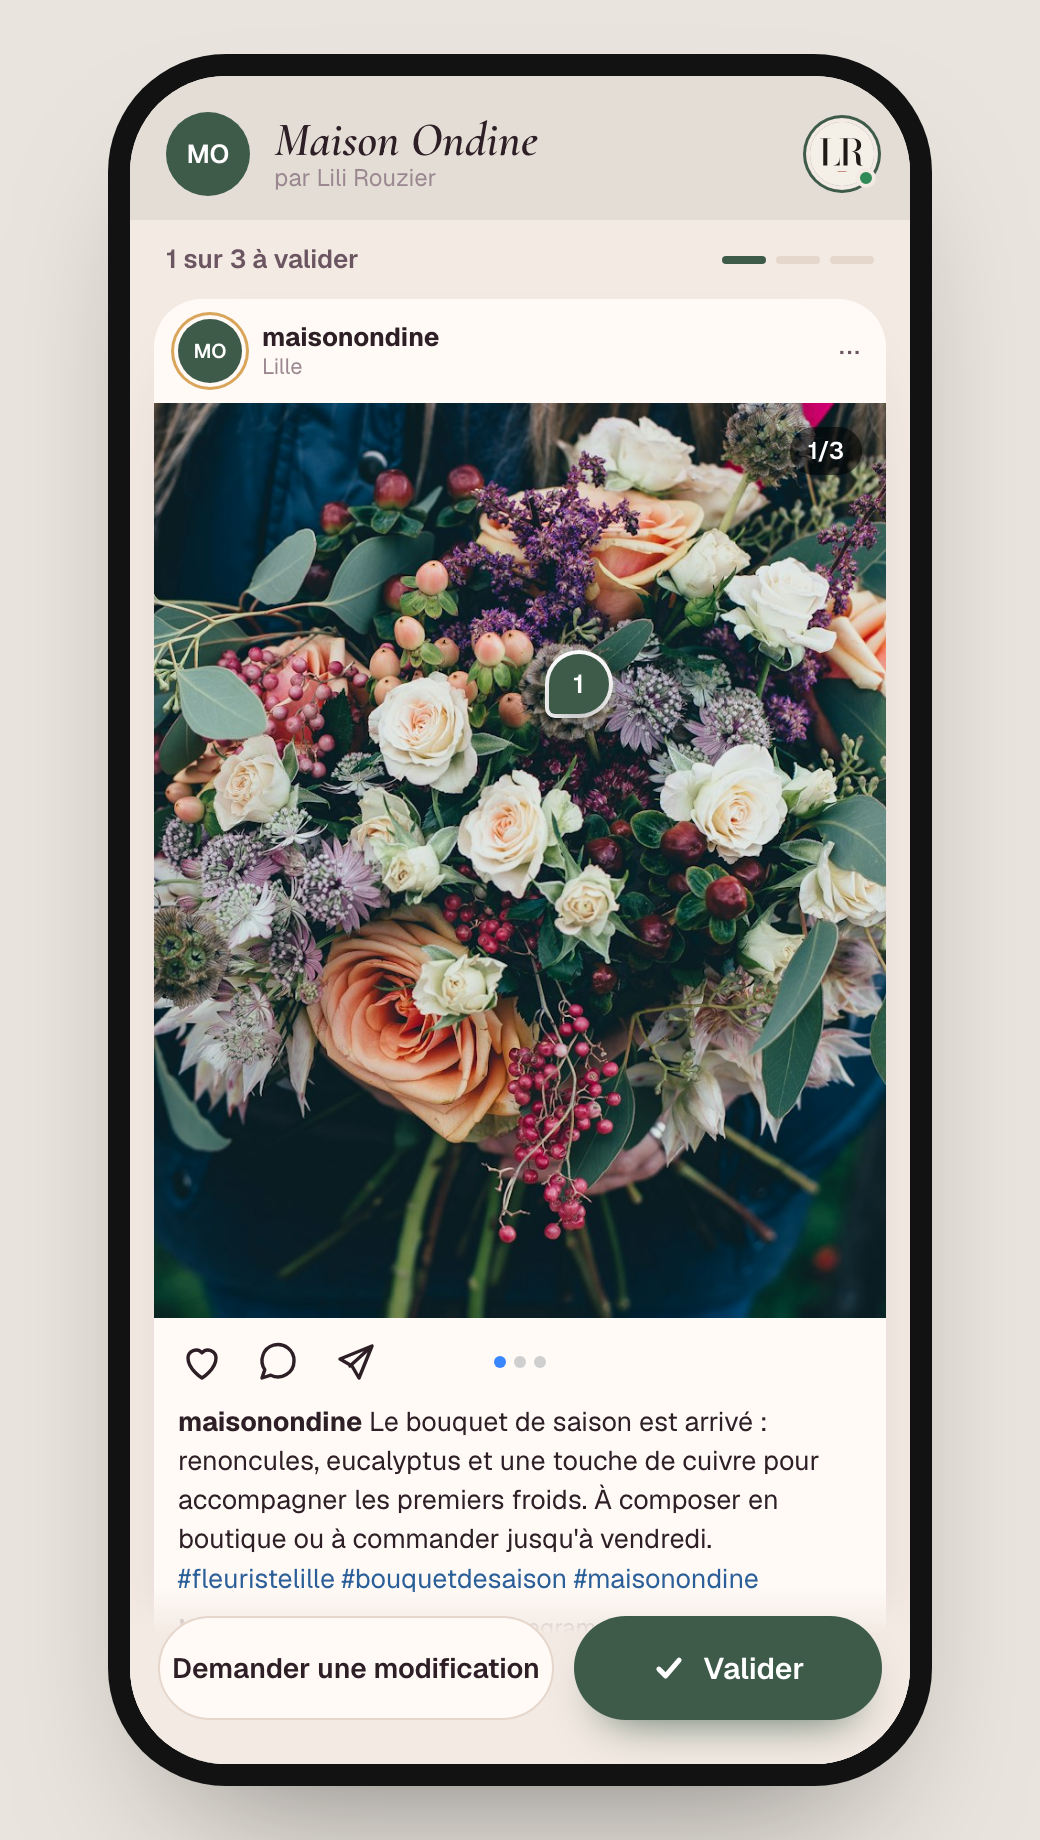 MO
Maison Ondine
par Lili Rouzier
LR
1 sur 3 à valider
MO
maisonondine
Lille
1/3
1
maisonondine Le bouquet de saison est arrivé :
renoncules, eucalyptus et une touche de cuivre pour
accompagner les premiers froids. À composer en
boutique ou à commander jusqu'à vendredi.
#fleuristelille #bouquetdesaison #maisonondine
Demander une modification
Valider